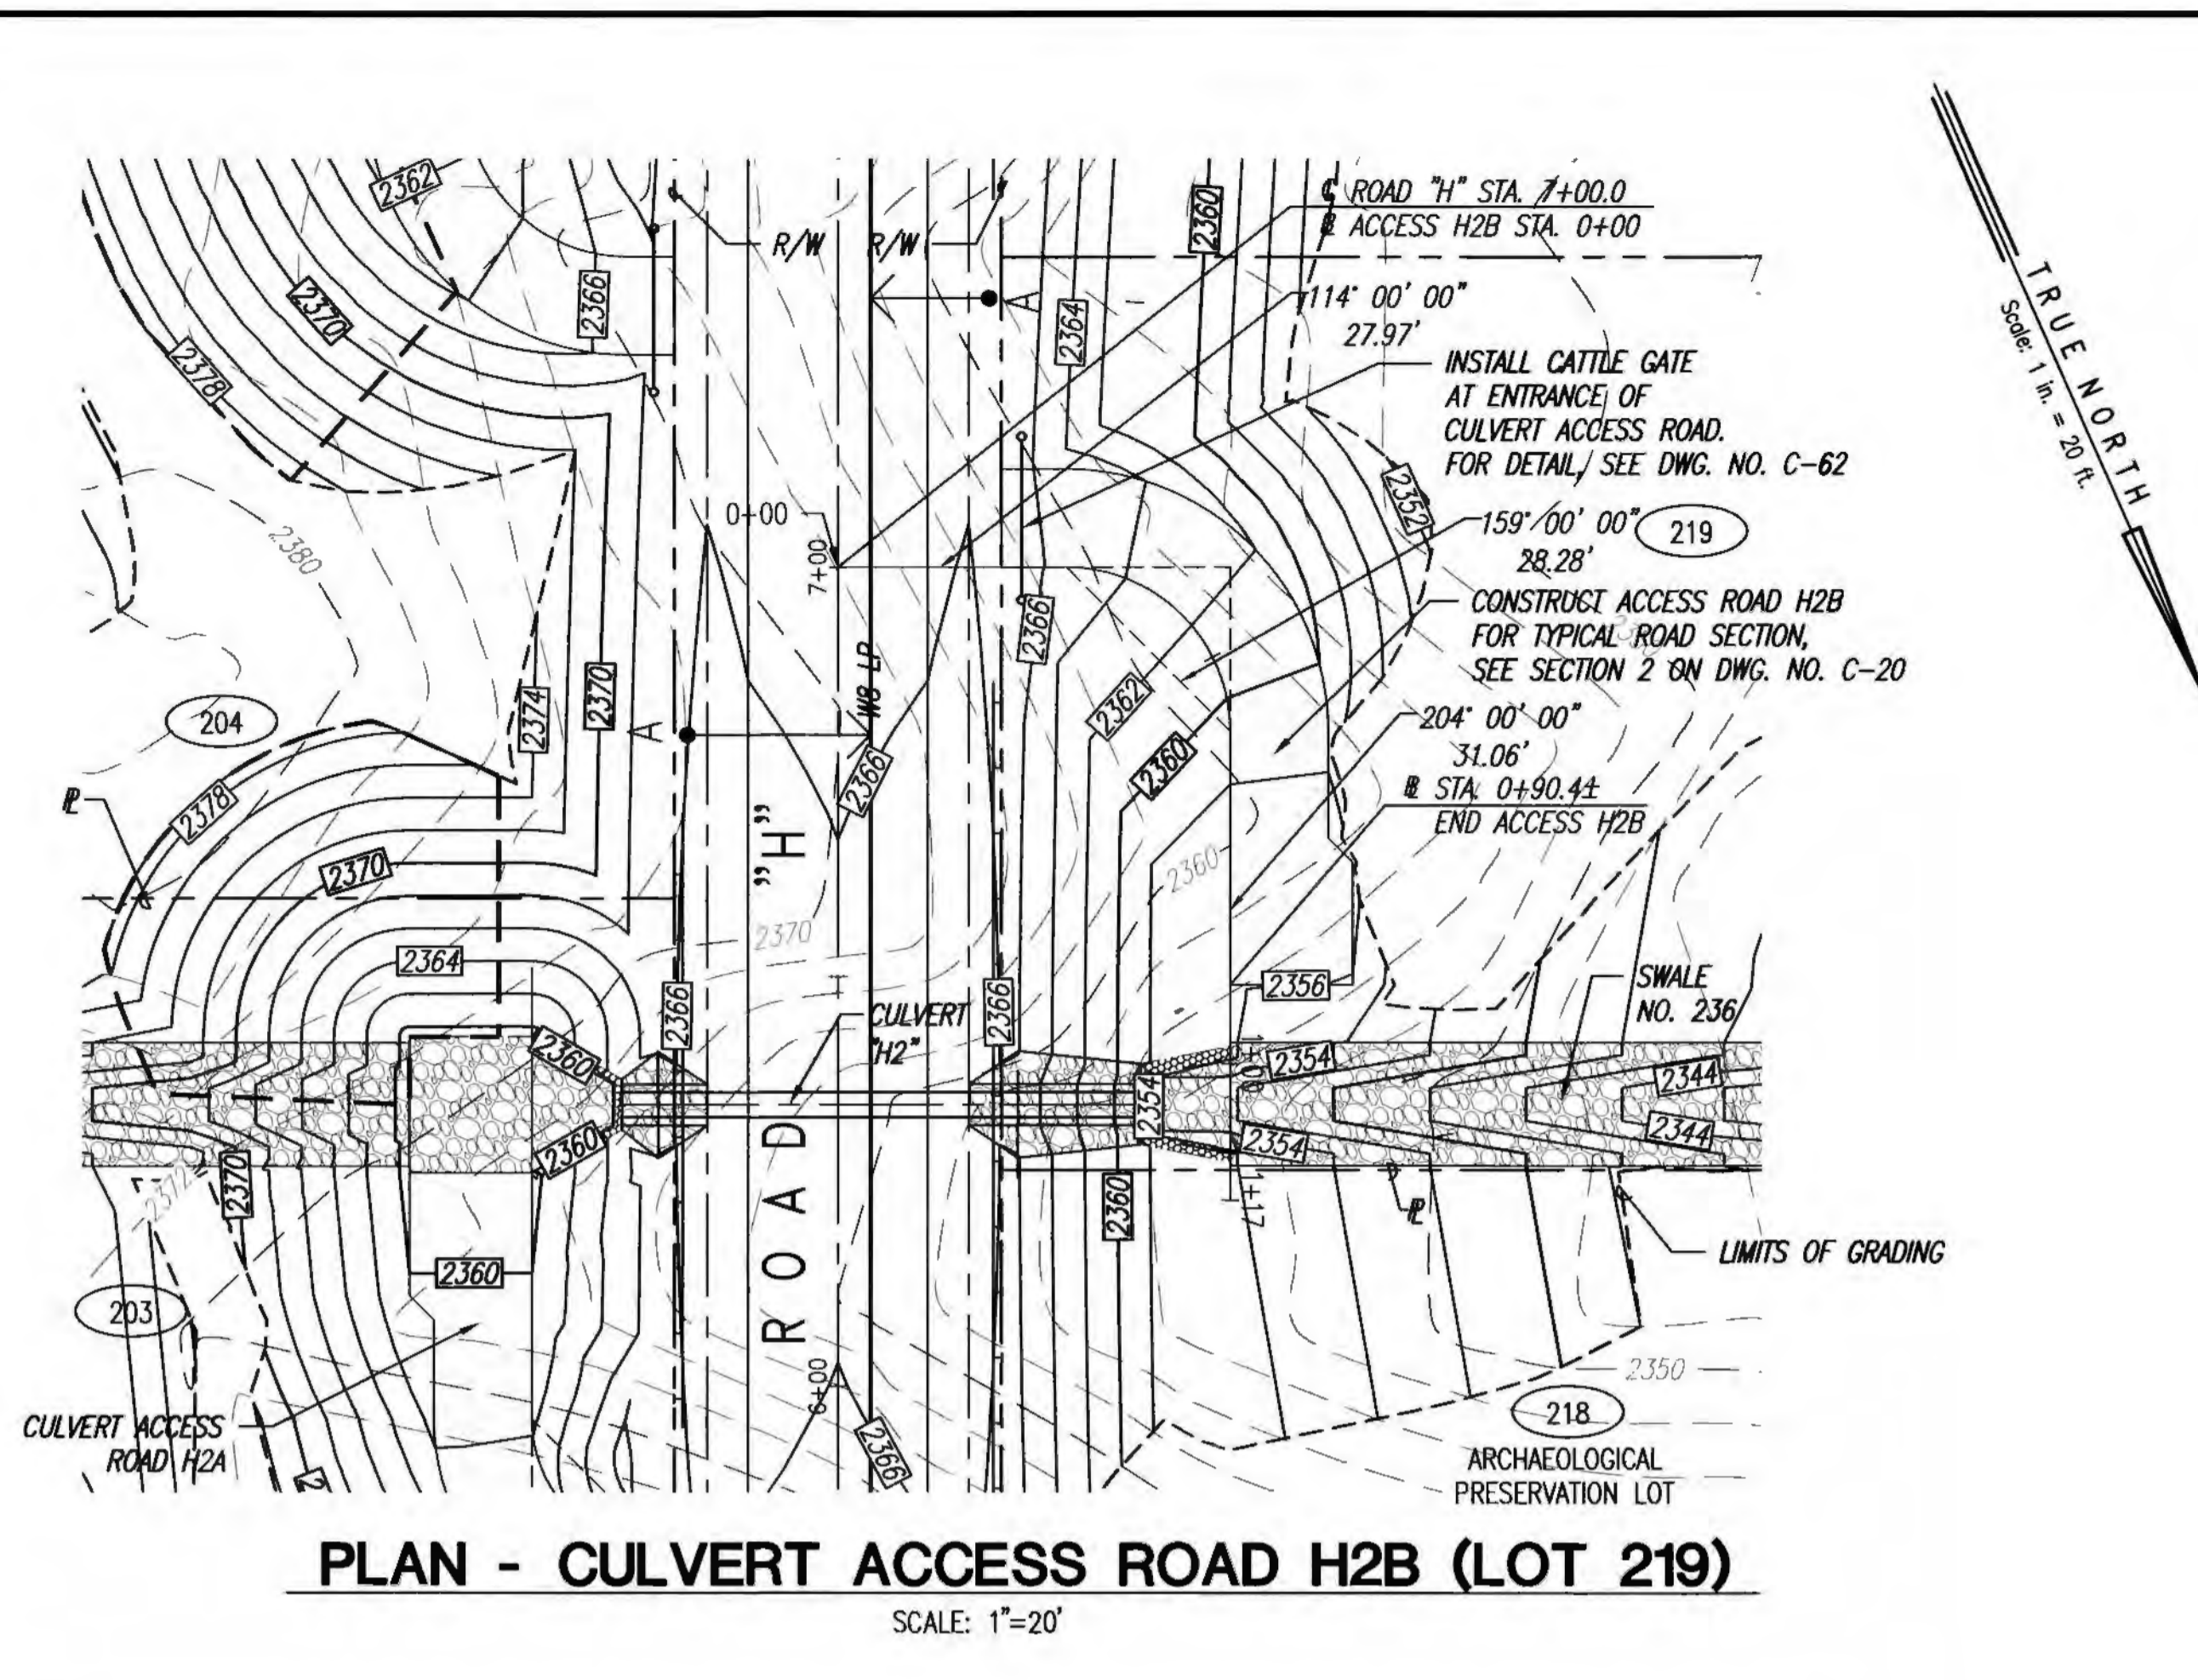 2362
R/W
R/W
2360
℄ ROAD "H" STA. 7+00.0
⅊ ACCESS H2B STA. 0+00
2366
2370
2378
2364
A
114° 00' 00"
27.97'
INSTALL CATTLE GATE
AT ENTRANCE OF
CULVERT ACCESS ROAD.
FOR DETAIL, SEE DWG. NO. C-62
TRUE NORTH
Scale: 1 in. = 20 ft.
2352
0+00
7+00
2380
159° 00' 00"
28.28'
219
CONSTRUCT ACCESS ROAD H2B
FOR TYPICAL ROAD SECTION,
SEE SECTION 2 ON DWG. NO. C-20
2366
W8 LP
2362
2370
2374
204
A
2366
2360
204° 00' 00"
31.06'
⅊ STA. 0+90.4±
END ACCESS H2B
⅊
2378
2370
2360
2370
2364
2366
2366
2356
SWALE
NO. 236
CULVERT
"H2"
ROAD "H"
2360
2360
2354
2354
2354
2344
2344
1+00
1+17
⅊
2372
2370
2360
2360
LIMITS OF GRADING
203
CULVERT ACCESS
ROAD H2A
6+00
2366
2350
218
ARCHAEOLOGICAL
PRESERVATION LOT
PLAN - CULVERT ACCESS ROAD H2B (LOT 219)
SCALE: 1"=20'